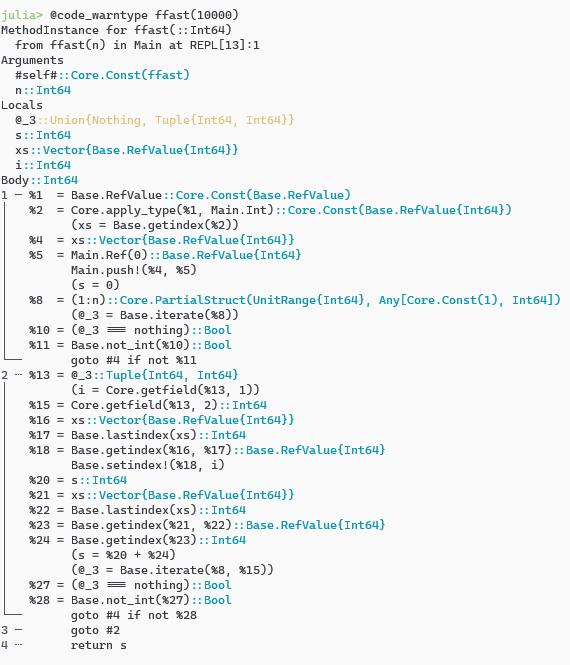 julia> @code_warntype ffast(10000)
MethodInstance for ffast(::Int64)
  from ffast(n) in Main at REPL[13]:1
Arguments
  #self#::Core.Const(ffast)
  n::Int64
Locals
  @_3::Union{Nothing, Tuple{Int64, Int64}}
  s::Int64
  xs::Vector{Base.RefValue{Int64}}
  i::Int64
Body::Int64
1 ─ %1  = Base.RefValue::Core.Const(Base.RefValue)
│   %2  = Core.apply_type(%1, Main.Int)::Core.Const(Base.RefValue{Int64})
│         (xs = Base.getindex(%2))
│   %4  = xs::Vector{Base.RefValue{Int64}}
│   %5  = Main.Ref(0)::Base.RefValue{Int64}
│         Main.push!(%4, %5)
│         (s = 0)
│   %8  = (1:n)::Core.PartialStruct(UnitRange{Int64}, Any[Core.Const(1), Int64])
│         (@_3 = Base.iterate(%8))
│   %10 = (@_3 === nothing)::Bool
│   %11 = Base.not_int(%10)::Bool
└──       goto #4 if not %11
2 ┄ %13 = @_3::Tuple{Int64, Int64}
│         (i = Core.getfield(%13, 1))
│   %15 = Core.getfield(%13, 2)::Int64
│   %16 = xs::Vector{Base.RefValue{Int64}}
│   %17 = Base.lastindex(xs)::Int64
│   %18 = Base.getindex(%16, %17)::Base.RefValue{Int64}
│         Base.setindex!(%18, i)
│   %20 = s::Int64
│   %21 = xs::Vector{Base.RefValue{Int64}}
│   %22 = Base.lastindex(xs)::Int64
│   %23 = Base.getindex(%21, %22)::Base.RefValue{Int64}
│   %24 = Base.getindex(%23)::Int64
│         (s = %20 + %24)
│         (@_3 = Base.iterate(%8, %15))
│   %27 = (@_3 === nothing)::Bool
│   %28 = Base.not_int(%27)::Bool
└──       goto #4 if not %28
3 ─       goto #2
4 ┄       return s